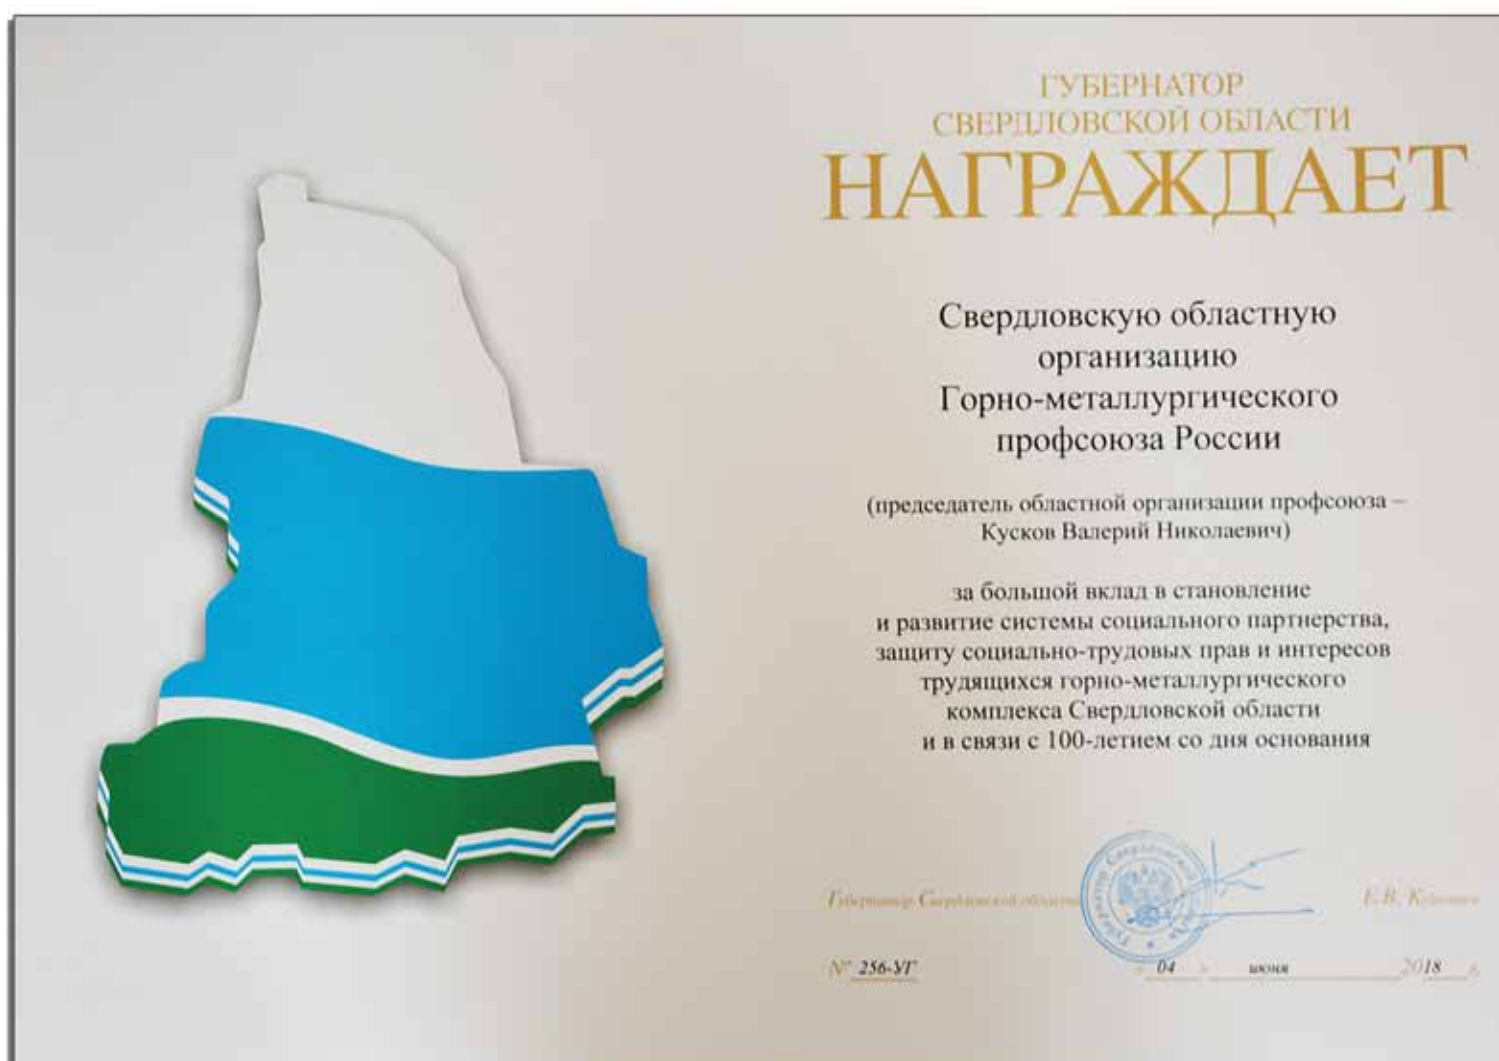 ГУБЕРНАТОР
СВЕРДЛОВСКОЙ ОБЛАСТИ
НАГРАЖДАЕТ
Свердловскую областную
организацию
Горно-металлургического
профсоюза России
(председатель областной организации профсоюза –
Кусков Валерий Николаевич)
за большой вклад в становление
и развитие системы социального партнерства,
защиту социально-трудовых прав и интересов
трудящихся горно-металлургического
комплекса Свердловской области
и в связи с 100-летием со дня основания
Губернатор Свердловской области Е.В. Куйвашев
№ 256-УГ « 04 » июня 2018 г.